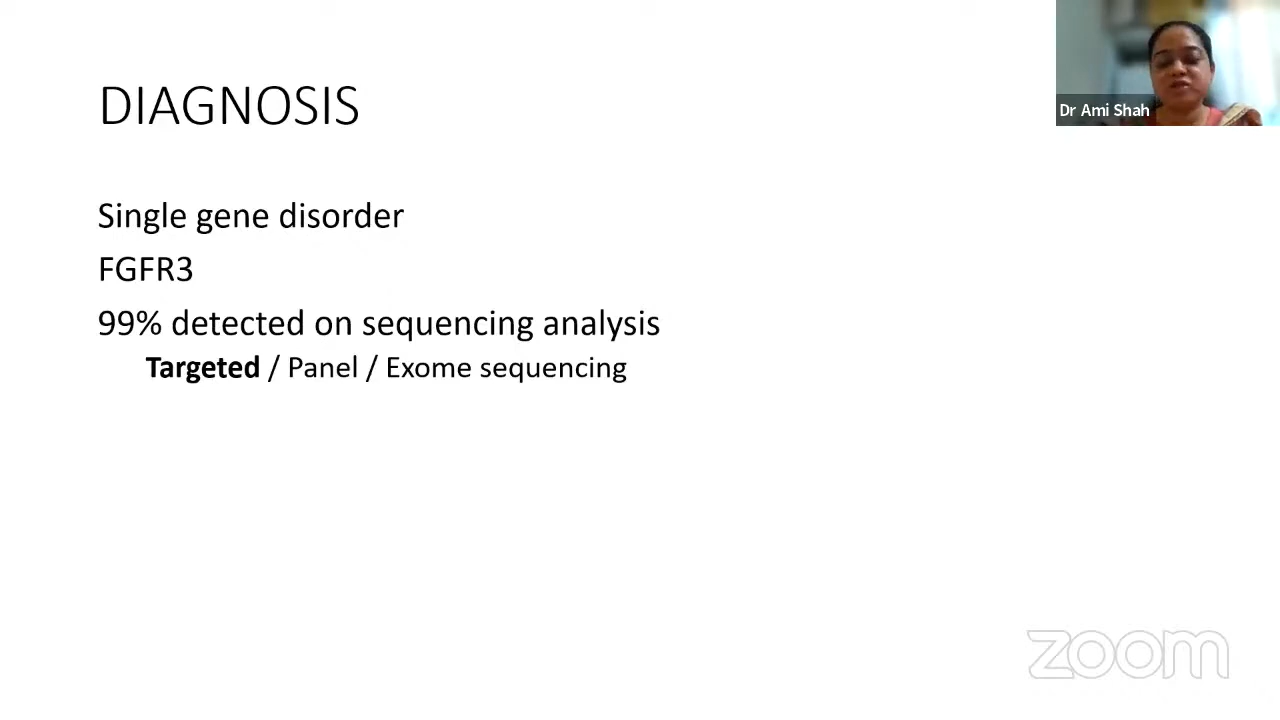 DIAGNOSIS
Dr Ami Shah
Single gene disorder
FGFR3
99% detected on sequencing analysis
Targeted / Panel / Exome sequencing
zoom